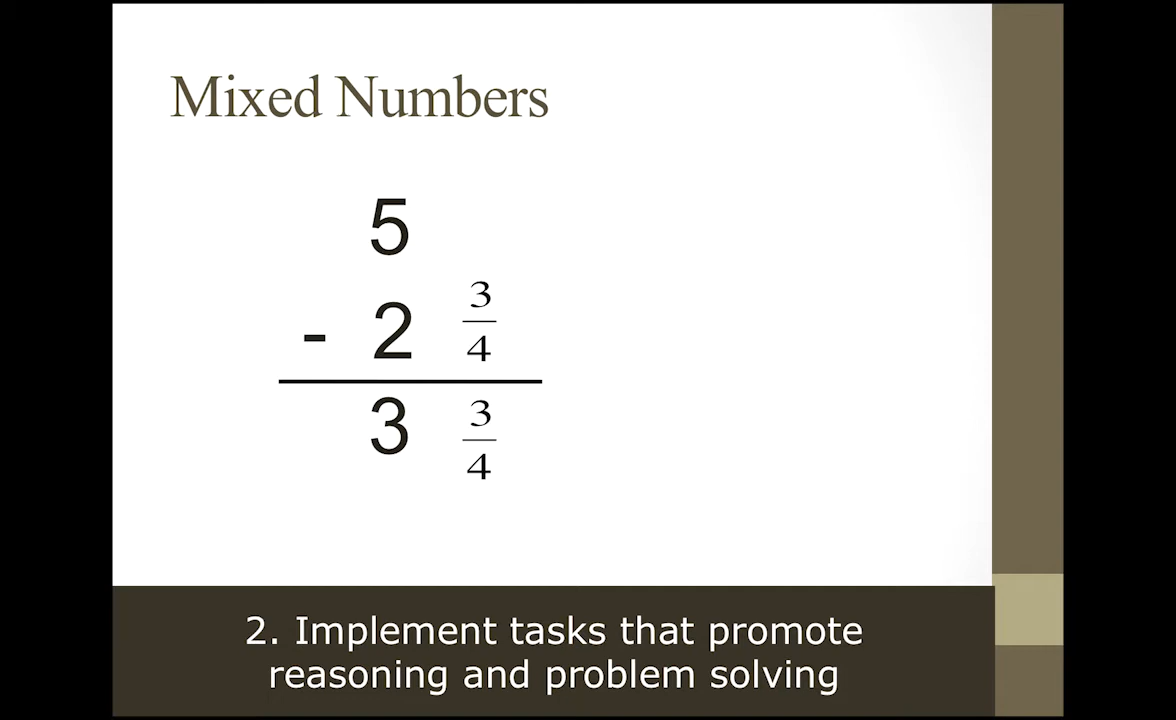 Mixed Numbers
5
- 2 3/4
3 3/4
2. Implement tasks that promote
reasoning and problem solving